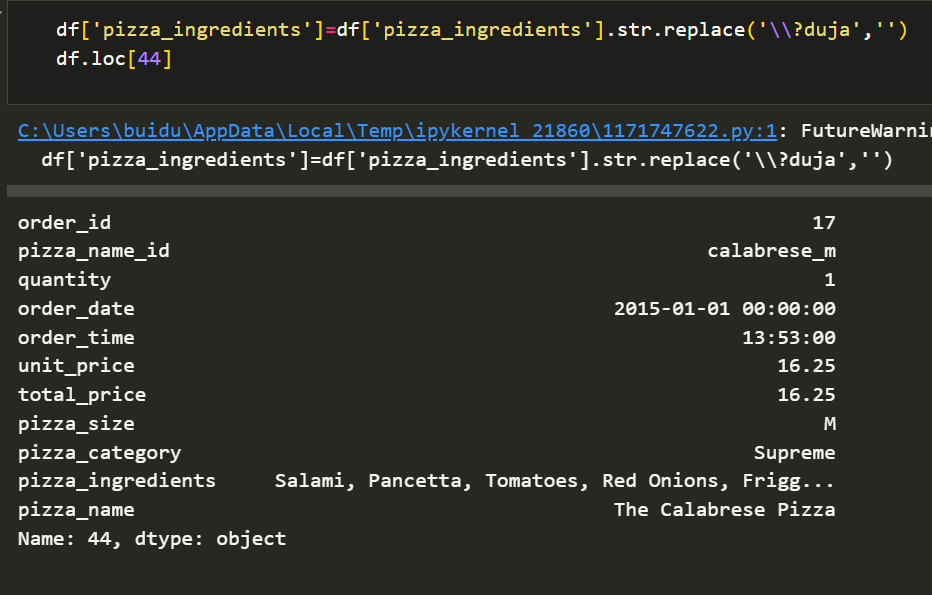 df['pizza_ingredients']=df['pizza_ingredients'].str.replace('\\?duja','')
df.loc[44]
C:\Users\buidu\AppData\Local\Temp\ipykernel_21860\1171747622.py:1: FutureWarnin
df['pizza_ingredients']=df['pizza_ingredients'].str.replace('\\?duja','')
order_id 17
pizza_name_id calabrese_m
quantity 1
order_date 2015-01-01 00:00:00
order_time 13:53:00
unit_price 16.25
total_price 16.25
pizza_size M
pizza_category Supreme
pizza_ingredients Salami, Pancetta, Tomatoes, Red Onions, Frigg...
pizza_name The Calabrese Pizza
Name: 44, dtype: object